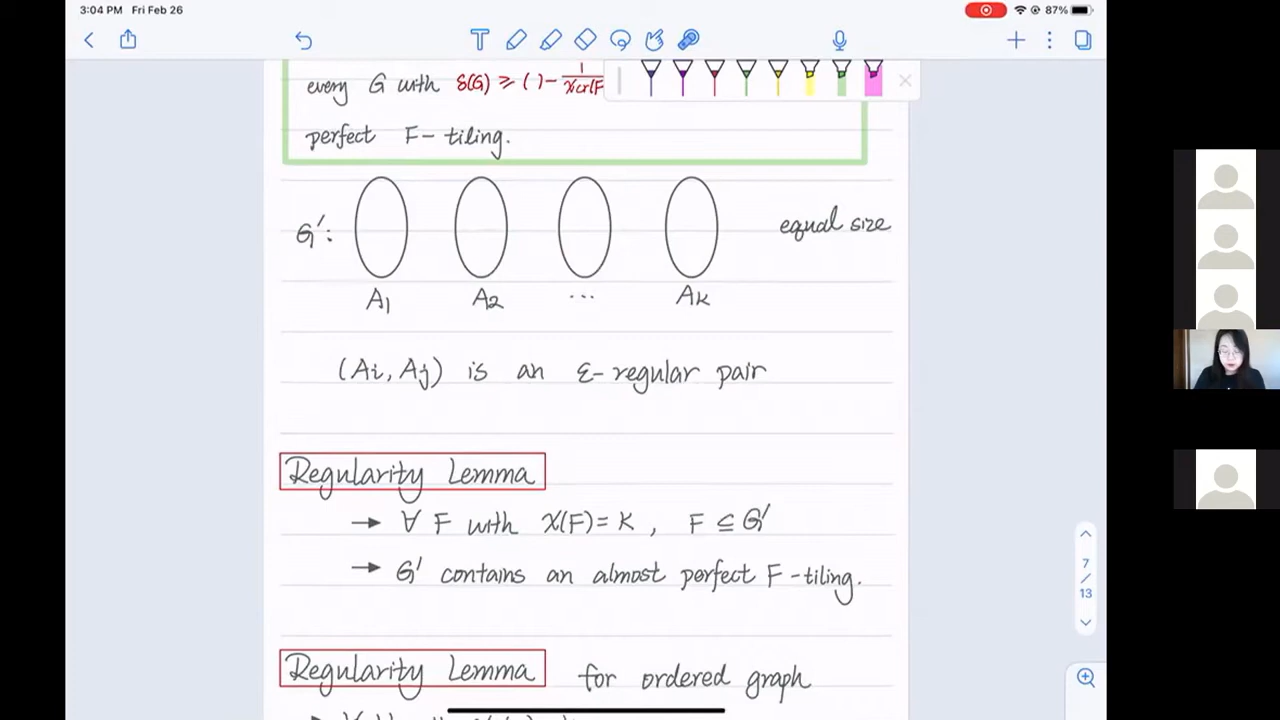 3:04 PM Fri Feb 26
87%
every G with δ(G) ≥ (1 - 1/χcr(F
perfect F-tiling.
G': equal size
A1 A2 ... Ak
(Ai, Aj) is an ε-regular pair
Regularity Lemma
→ ∀ F with χ(F) = k, F ⊆ G'
→ G' contains an almost perfect F-tiling.
7
/
13
Regularity Lemma for ordered graph